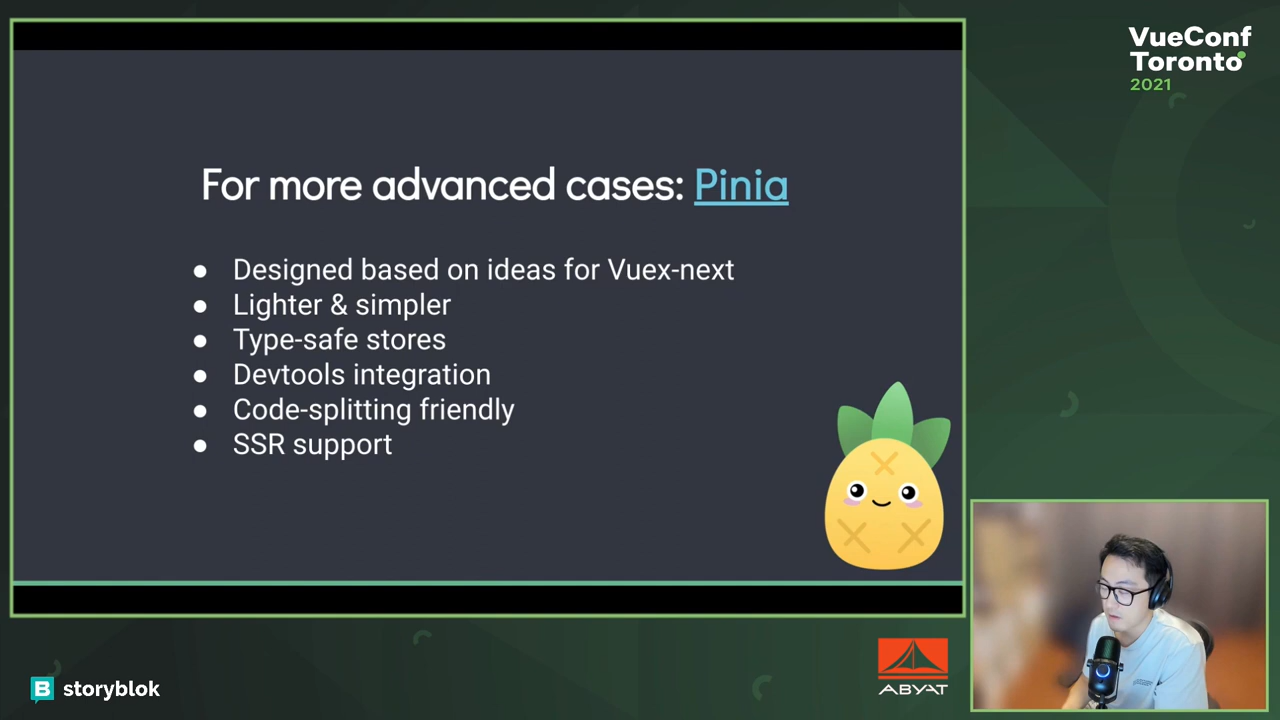 For more advanced cases: Pinia
● Designed based on ideas for Vuex-next
● Lighter & simpler
● Type-safe stores
● Devtools integration
● Code-splitting friendly
● SSR support
VueConf
Toronto
2021
B storyblok
ABYAT